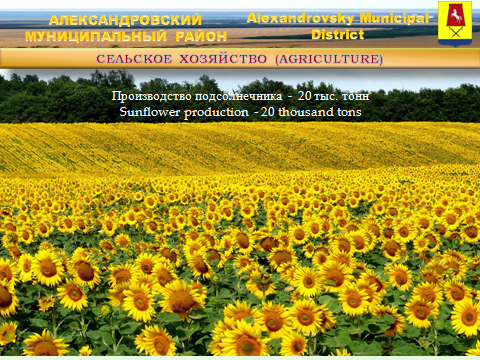 АЛЕКСАНДРОВСКИЙ
МУНИЦИПАЛЬНЫЙ РАЙОН
Alexandrovsky Municipal
District
СЕЛЬСКОЕ ХОЗЯЙСТВО (AGRICULTURE)
Производство подсолнечника - 20 тыс. тонн
Sunflower production - 20 thousand tons